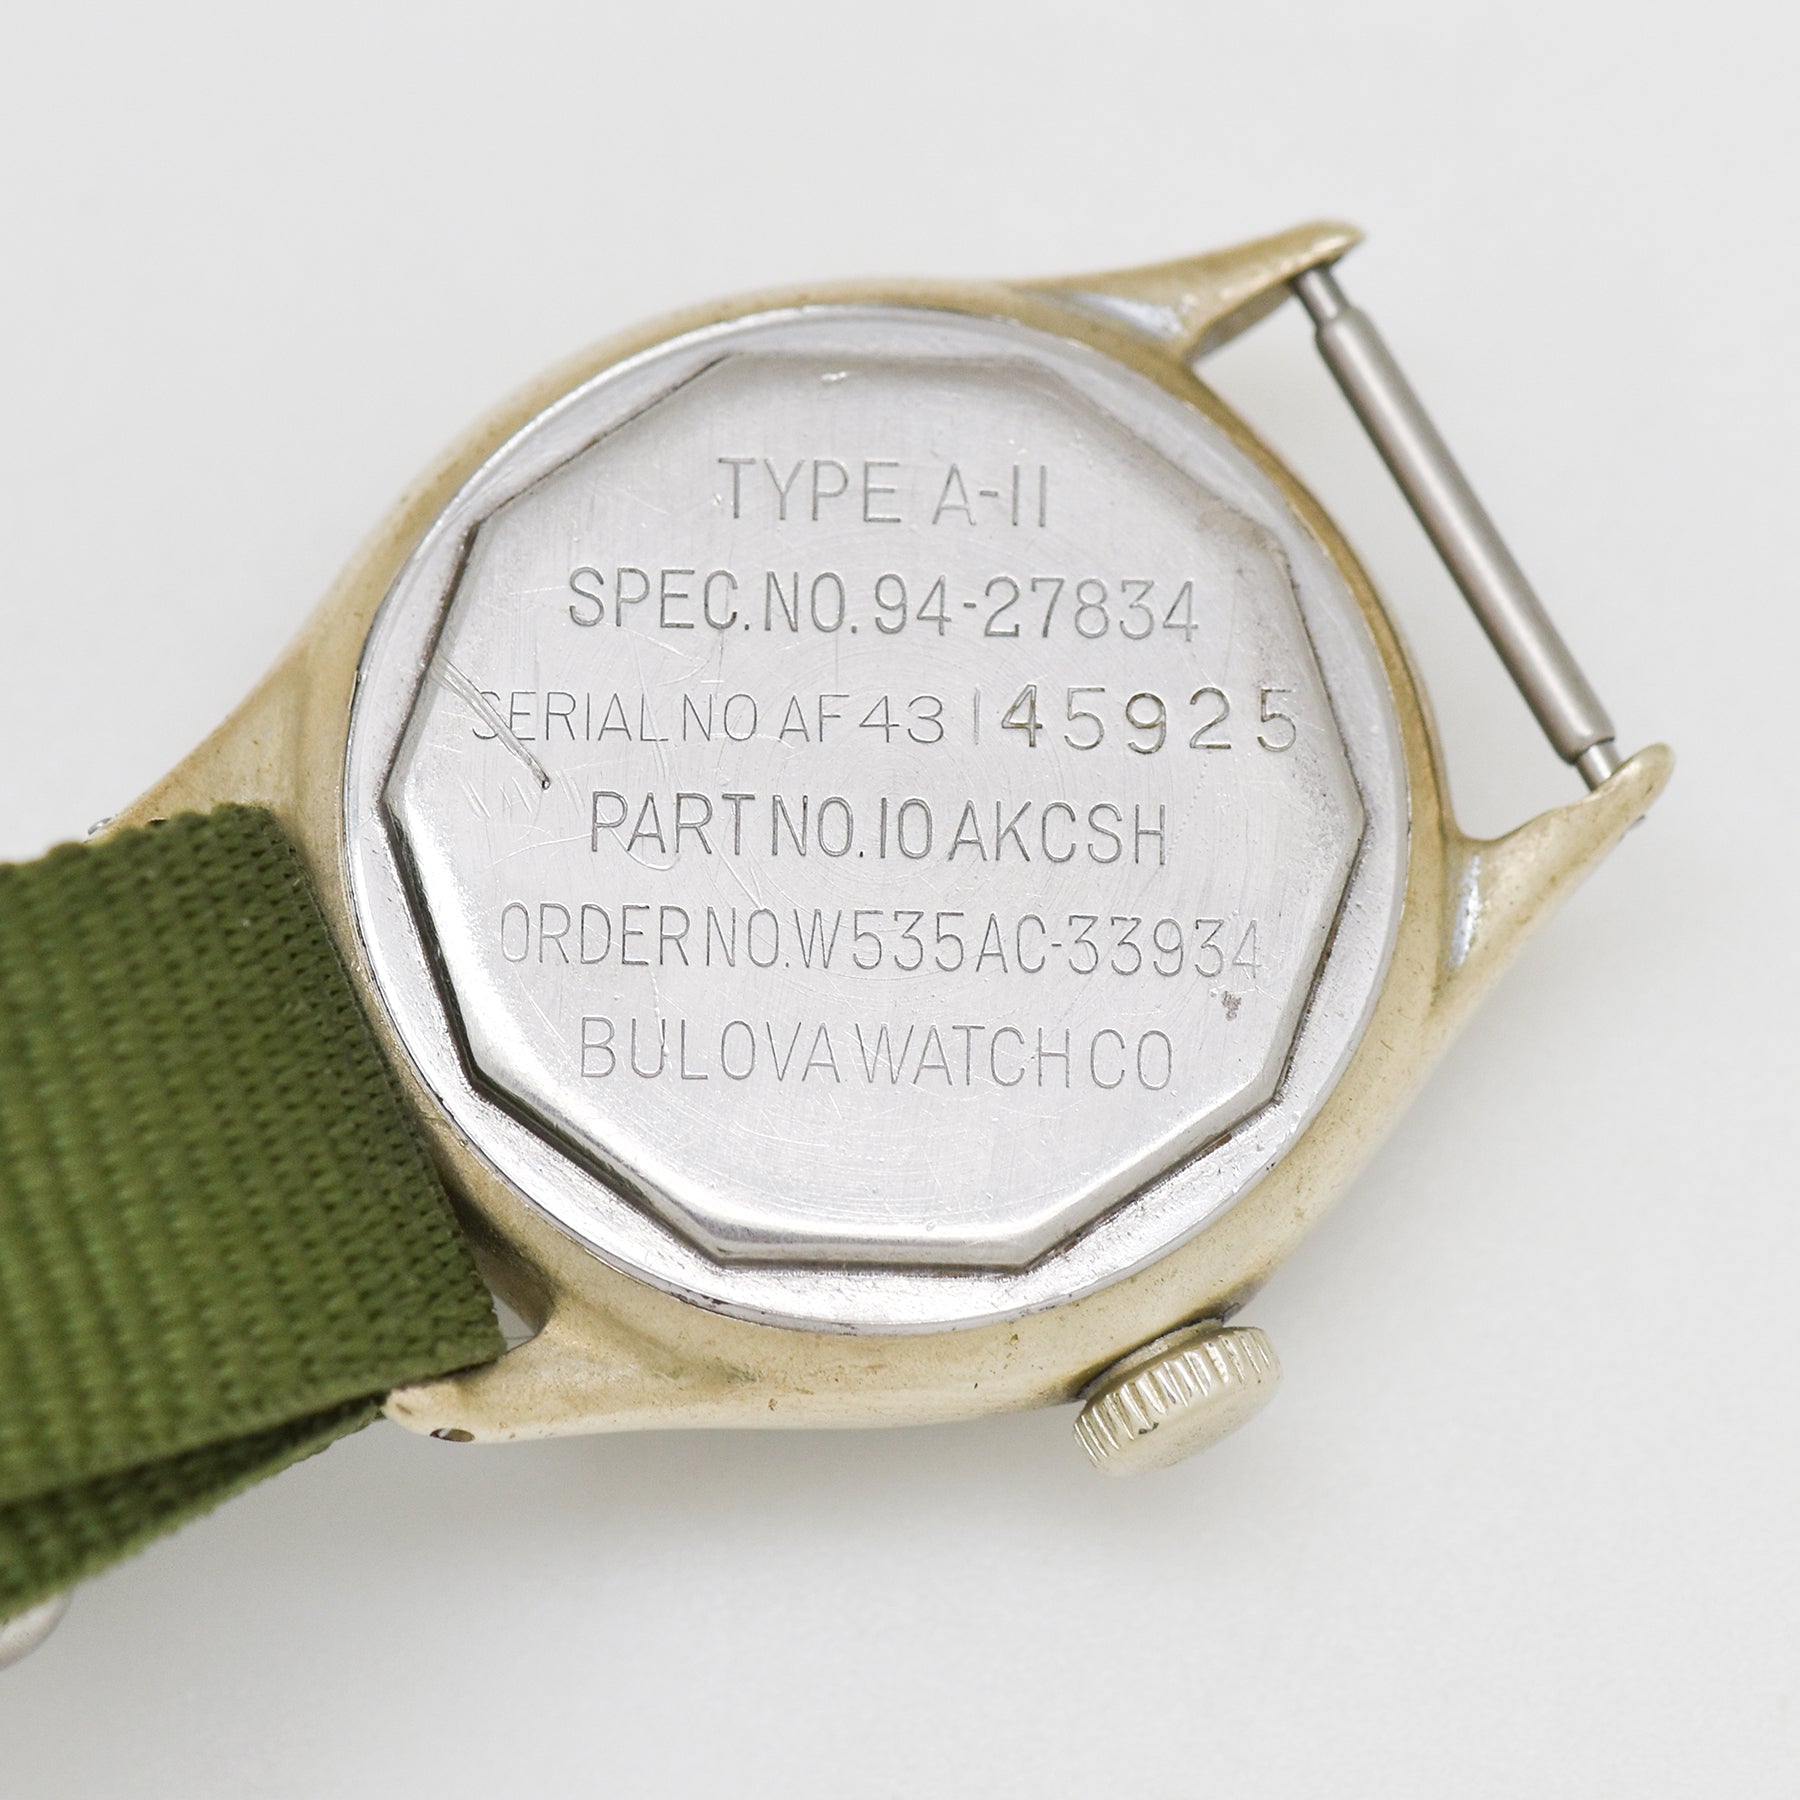 TYPE A-11
SPEC.NO.94-27834
SERIAL NO AF43 145925
PART NO.10AKCSH
ORDER NO.W535AC-33934
BULOVA WATCH CO